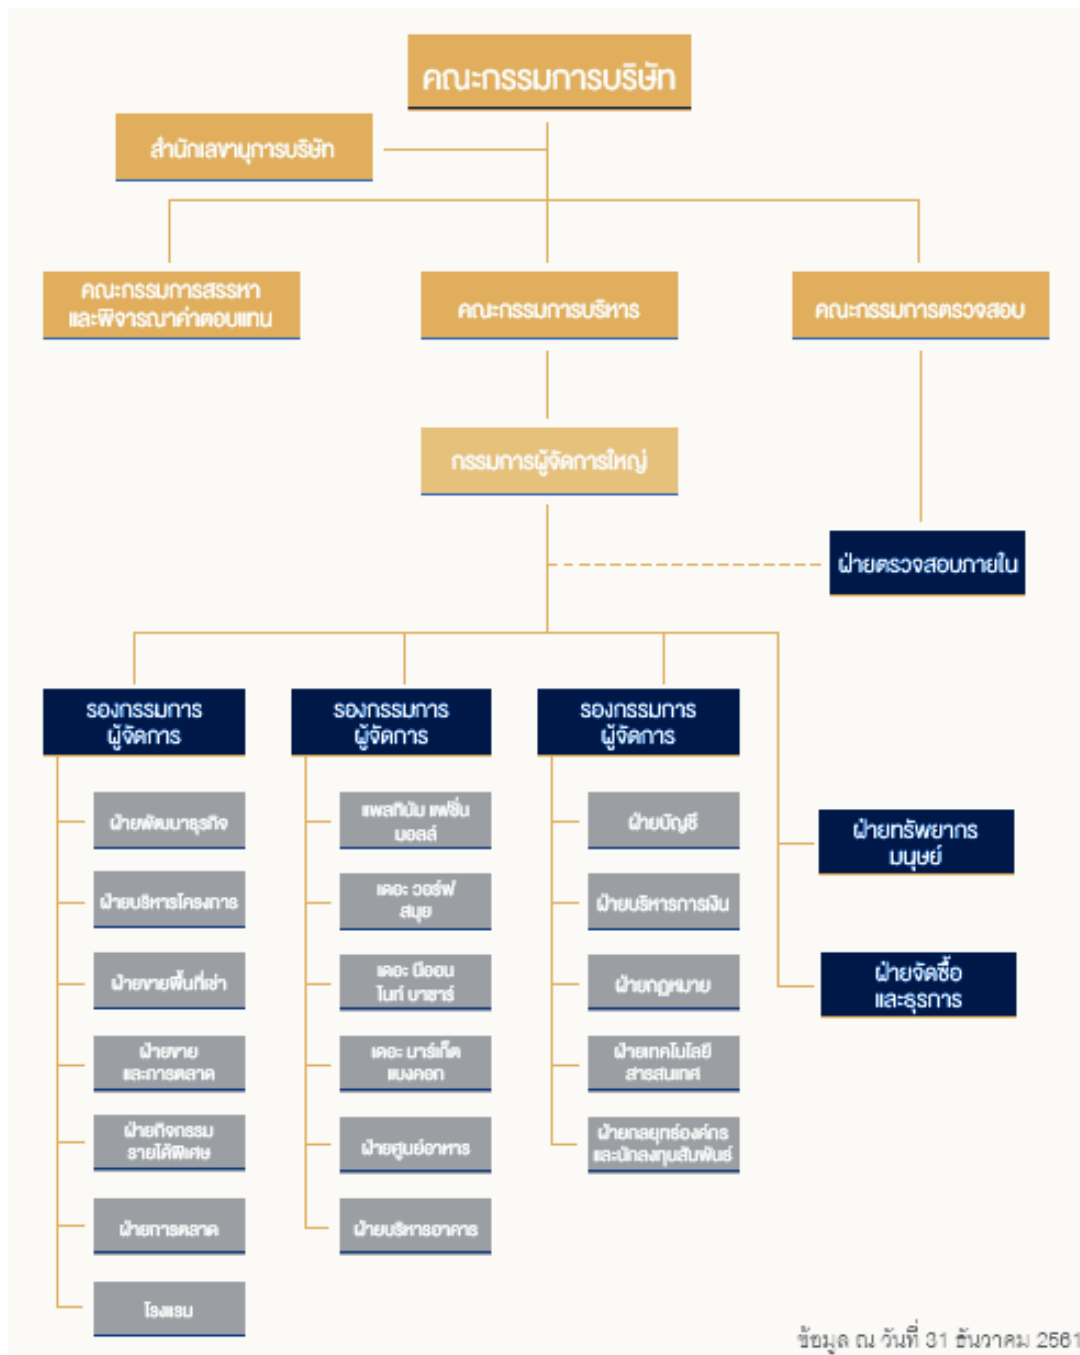 คณะกรรมการบริษัท
สำนักเลขานุการบริษัท
คณะกรรมการสรรหา
และพิจารณาค่าตอบแทน
คณะกรรมการบริหาร
คณะกรรมการตรวจสอบ
กรรมการผู้จัดการใหญ่
ฝ่ายตรวจสอบภายใน
รองกรรมการ
ผู้จัดการ
ฝ่ายพัฒนาธุรกิจ
ฝ่ายบริหารโครงการ
ฝ่ายขายพื้นที่เช่า
ฝ่ายขาย
และการตลาด
ฝ่ายกิจกรรม
รายได้พิเศษ
ฝ่ายการตลาด
โรงแรม
รองกรรมการ
ผู้จัดการ
แพลทินัม แฟชั่น
มอลล์
เดอะ วอร์ฟ
สมุย
เดอะ นีออน
ไนท์ บาซาร์
เดอะ มาร์เก็ต
แบงคอก
ฝ่ายศูนย์อาหาร
ฝ่ายบริหารอาคาร
รองกรรมการ
ผู้จัดการ
ฝ่ายบัญชี
ฝ่ายบริหารการเงิน
ฝ่ายกฎหมาย
ฝ่ายเทคโนโลยี
สารสนเทศ
ฝ่ายกลยุทธ์องค์กร
และนักลงทุนสัมพันธ์
ฝ่ายทรัพยากร
มนุษย์
ฝ่ายจัดซื้อ
และธุรการ
ข้อมูล ณ วันที่ 31 ธันวาคม 2561